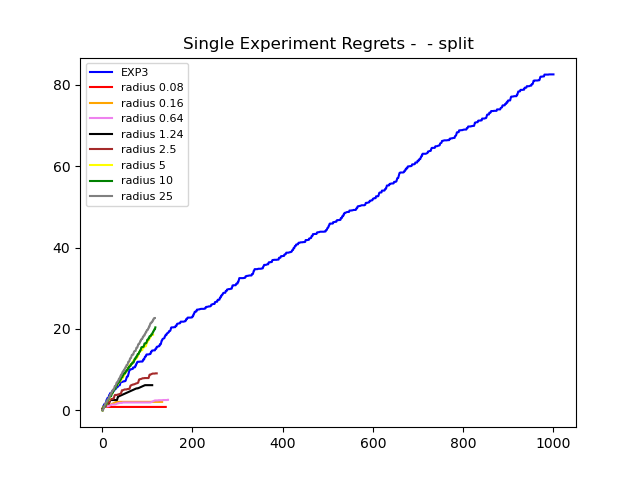 Single Experiment Regrets -  - split
EXP3
radius 0.08
radius 0.16
radius 0.64
radius 1.24
radius 2.5
radius 5
radius 10
radius 25
80
60
40
20
0
0 200 400 600 800 1000